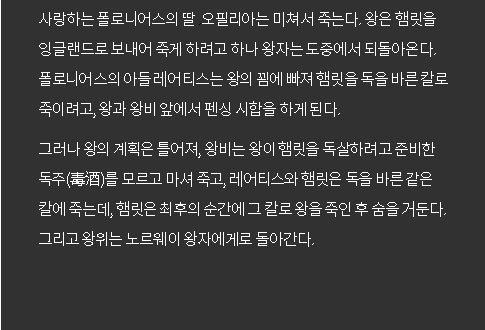 사랑하는 폴로니어스의 딸 오필리아는 미쳐서 죽는다. 왕은 햄릿을
잉글랜드로 보내어 죽게 하려고 하나 왕자는 도중에서 되돌아온다.
폴로니어스의 아들 레어티스는 왕의 꾐에 빠져 햄릿을 독을 바른 칼로
죽이려고, 왕과 왕비 앞에서 펜싱 시합을 하게 된다.
그러나 왕의 계획은 틀어져, 왕비는 왕이 햄릿을 독살하려고 준비한
독주(毒酒)를 모르고 마셔 죽고, 레어티스와 햄릿은 독을 바른 같은
칼에 죽는데, 햄릿은 최후의 순간에 그 칼로 왕을 죽인 후 숨을 거둔다.
그리고 왕위는 노르웨이 왕자에게로 돌아간다.